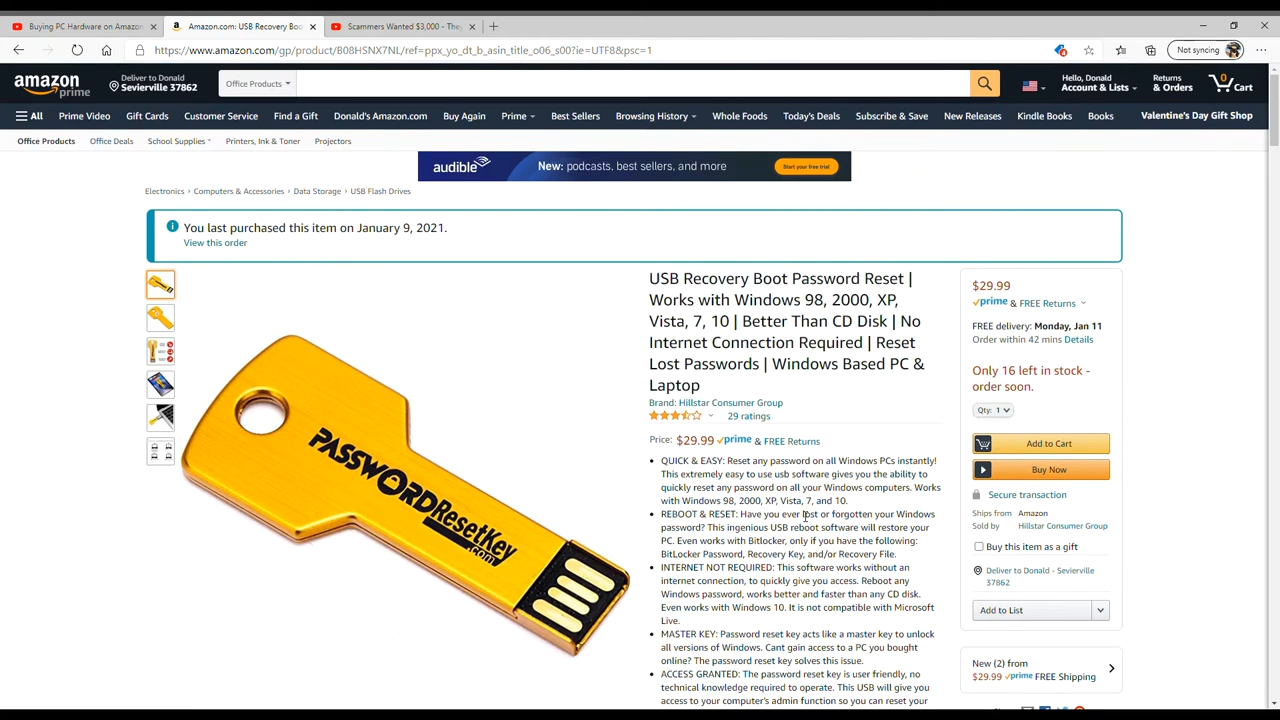 Buying PC Hardware on Amazon
Amazon.com: USB Recovery Boo
Scammers Wanted $3,000 - The
https://www.amazon.com/gp/product/B08HSNX7NL/ref=ppx_yo_dt_b_asin_title_o06_s00?ie=UTF8&psc=1
Not syncing
amazon prime
Deliver to Donald
Sevierville 37862
Office Products
Hello, Donald
Account & Lists
Returns
& Orders
0
Cart
All
Prime Video
Gift Cards
Customer Service
Find a Gift
Donald's Amazon.com
Buy Again
Prime
Best Sellers
Browsing History
Whole Foods
Today's Deals
Subscribe & Save
New Releases
Kindle Books
Books
Valentine's Day Gift Shop
Office Products
Office Deals
School Supplies
Printers, Ink & Toner
Projectors
audible
New: podcasts, best sellers, and more
Start your free trial
Electronics › Computers & Accessories › Data Storage › USB Flash Drives
You last purchased this item on January 9, 2021.
View this order
PASSWORDResetKey
.com
USB Recovery Boot Password Reset |
Works with Windows 98, 2000, XP,
Vista, 7, 10 | Better Than CD Disk | No
Internet Connection Required | Reset
Lost Passwords | Windows Based PC &
Laptop
Brand: Hillstar Consumer Group
29 ratings
Price: $29.99 prime & FREE Returns
• QUICK & EASY: Reset any password on all Windows PCs instantly!
This extremely easy to use usb software gives you the ability to
quickly reset any password on all your Windows computers. Works
with Windows 98, 2000, XP, Vista, 7, and 10.
• REBOOT & RESET: Have you ever lost or forgotten your Windows
password? This ingenious USB reboot software will restore your
PC. Even works with Bitlocker, only if you have the following:
BitLocker Password, Recovery Key, and/or Recovery File.
• INTERNET NOT REQUIRED: This software works without an
internet connection, to quickly give you access. Reboot any
Windows password, works better and faster than any CD disk.
Even works with Windows 10. It is not compatible with Microsoft
Live.
• MASTER KEY: Password reset key acts like a master key to unlock
all versions of Windows. Cant gain access to a PC you bought
online? The password reset key solves this issue.
• ACCESS GRANTED: The password reset key is user friendly, no
technical knowledge required to operate. This USB will give you
access to your computer's admin function so you can reset your
$29.99
prime & FREE Returns
FREE delivery: Monday, Jan 11
Order within 42 mins Details
Only 16 left in stock -
order soon.
Qty: 1
Add to Cart
Buy Now
Secure transaction
Ships from Amazon
Sold by Hillstar Consumer Group
Buy this item as a gift
Deliver to Donald - Sevierville
37862
Add to List
New (2) from
$29.99 prime FREE Shipping